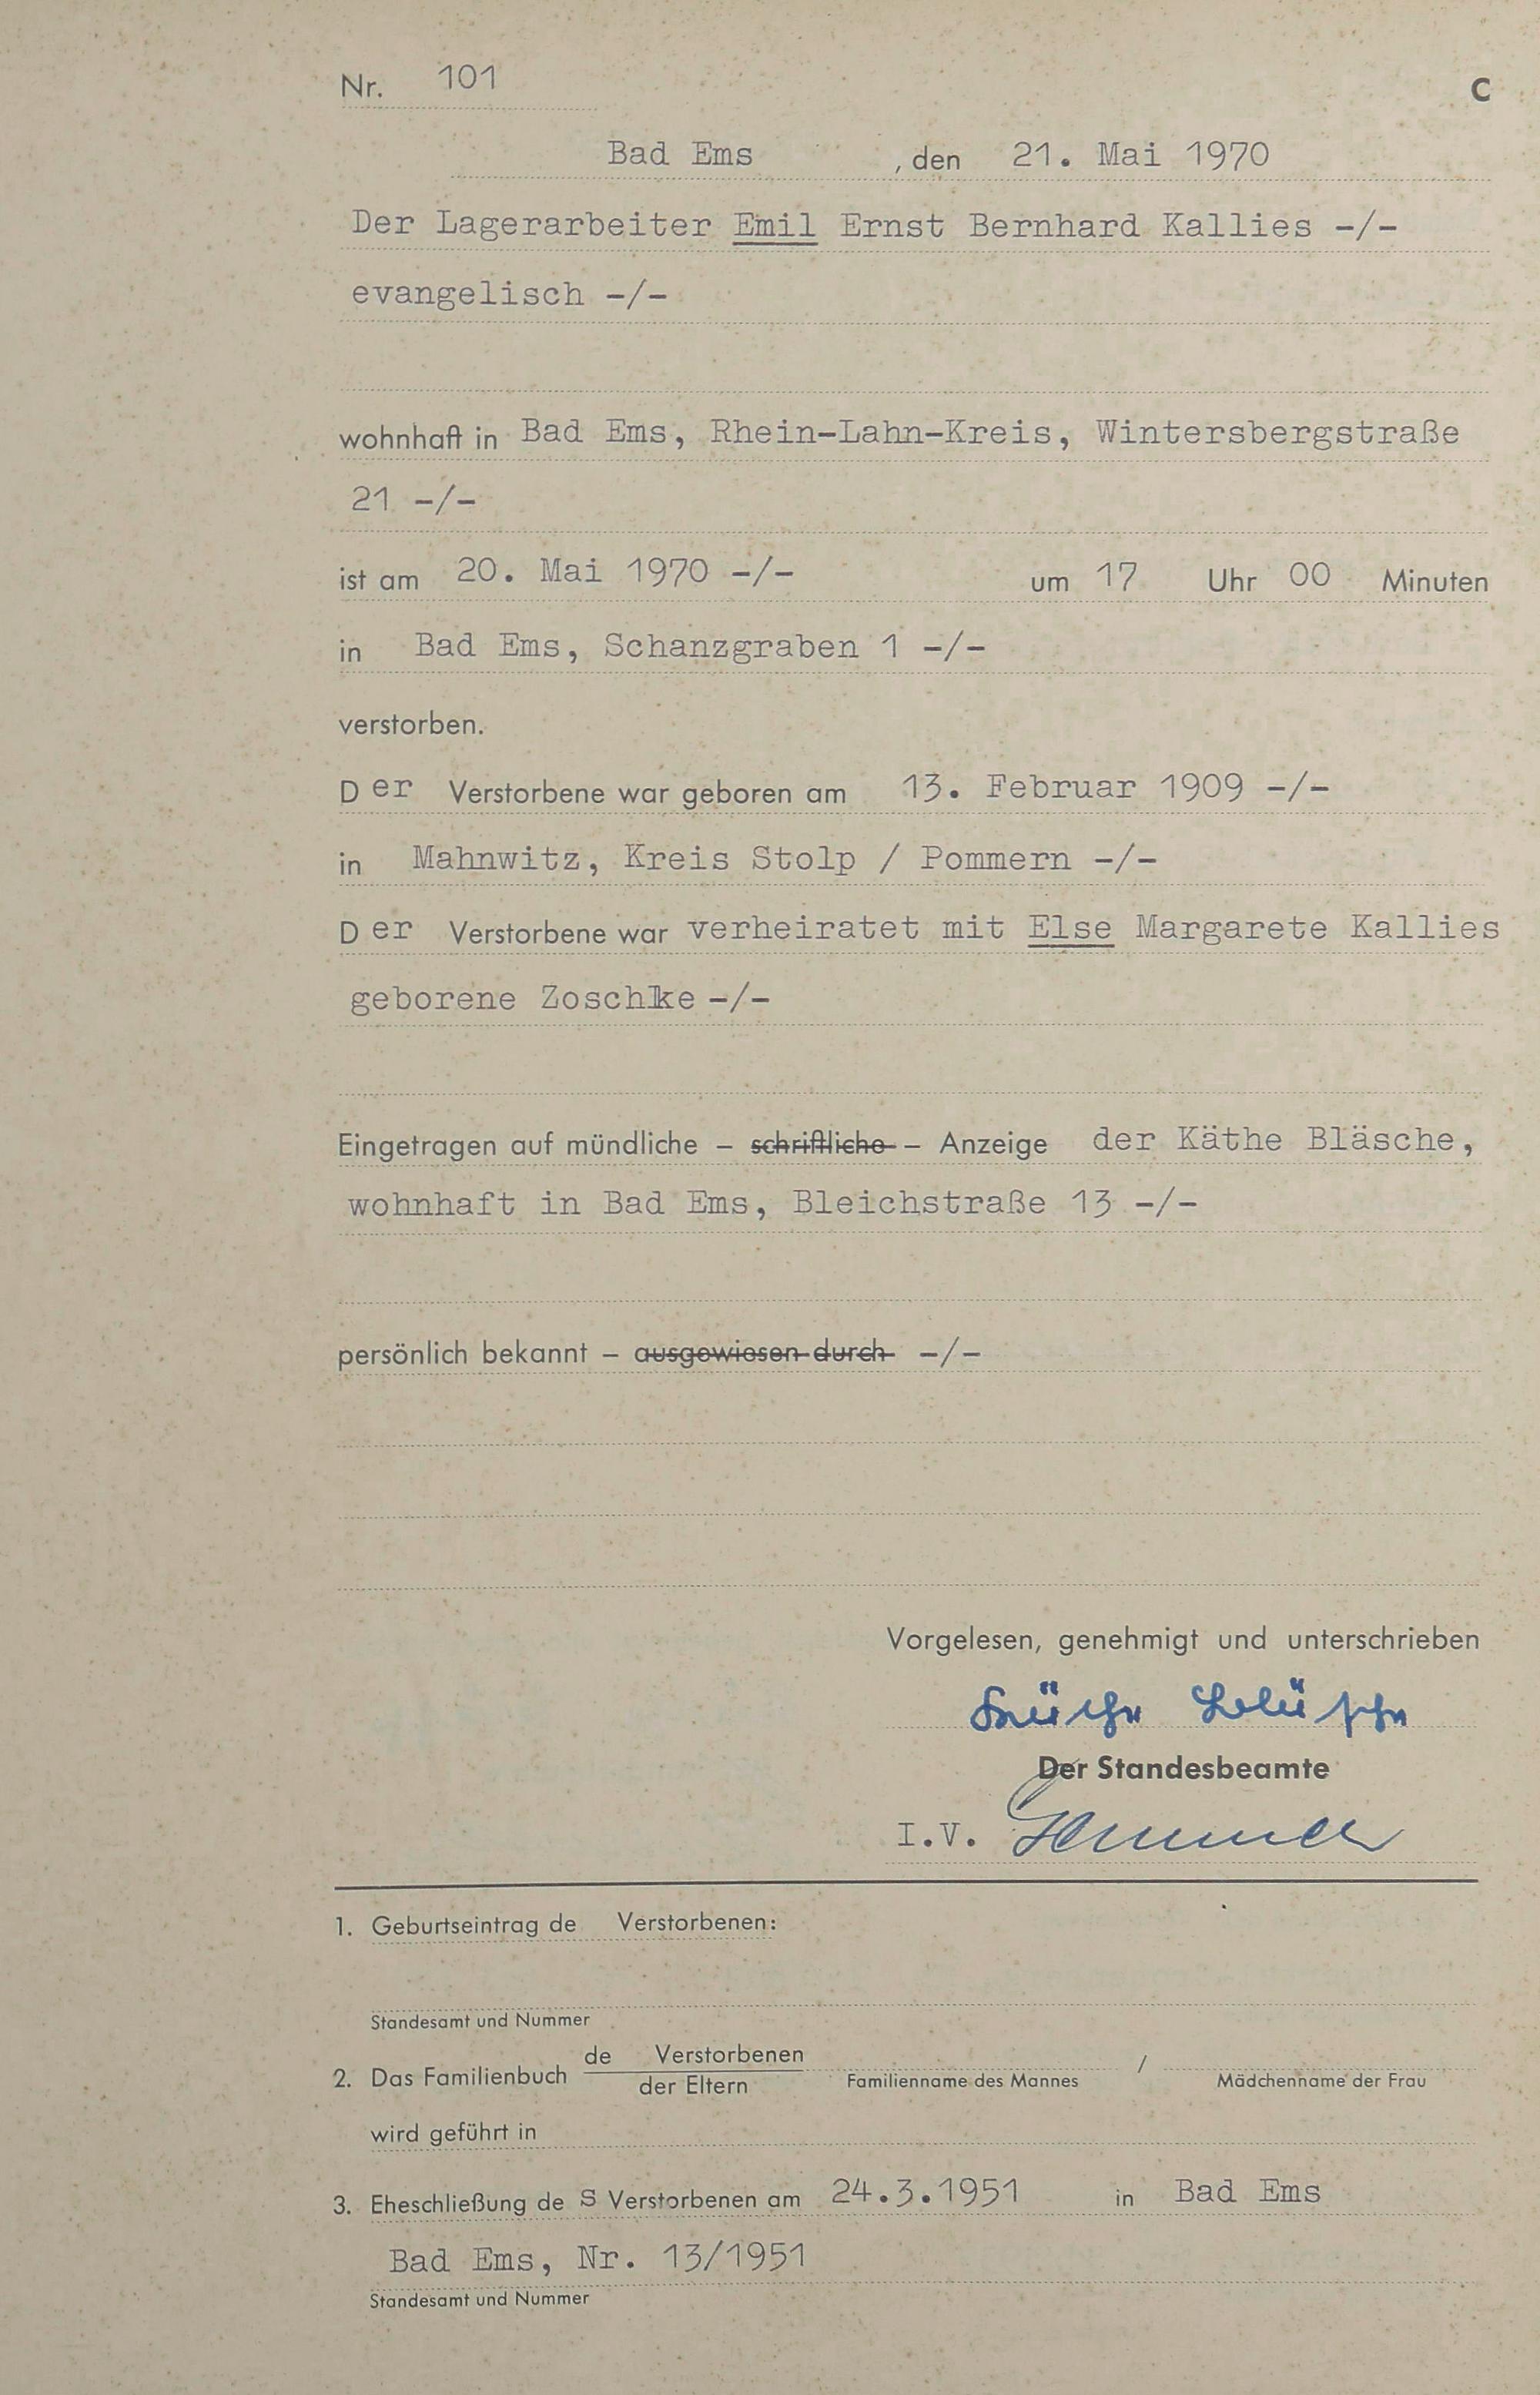 Nr. 101
C
Bad Ems , den 21. Mai 1970
Der Lagerarbeiter Emil Ernst Bernhard Kallies -/-
evangelisch -/-
wohnhaft in Bad Ems, Rhein-Lahn-Kreis, Wintersbergstraße
21 -/-
ist am 20. Mai 1970 -/- um 17 Uhr 00 Minuten
in Bad Ems, Schanzgraben 1 -/-
verstorben.
Der Verstorbene war geboren am 13. Februar 1909 -/-
in Mahnwitz, Kreis Stolp / Pommern -/-
Der Verstorbene war verheiratet mit Else Margarete Kallies
geborene Zoschke -/-
Eingetragen auf mündliche – schriftliche – Anzeige der Käthe Bläsche,
wohnhaft in Bad Ems, Bleichstraße 13 -/-
persönlich bekannt – ausgewiesen durch -/-
Vorgelesen, genehmigt und unterschrieben
Käthe Bläsche
Der Standesbeamte
I.V.
1. Geburtseintrag de Verstorbenen:
Standesamt und Nummer
2. Das Familienbuch de Verstorbenen
der Eltern
/
Familienname des Mannes Mädchenname der Frau
wird geführt in
3. Eheschließung de S Verstorbenen am 24.3.1951 in Bad Ems
Bad Ems, Nr. 13/1951
Standesamt und Nummer